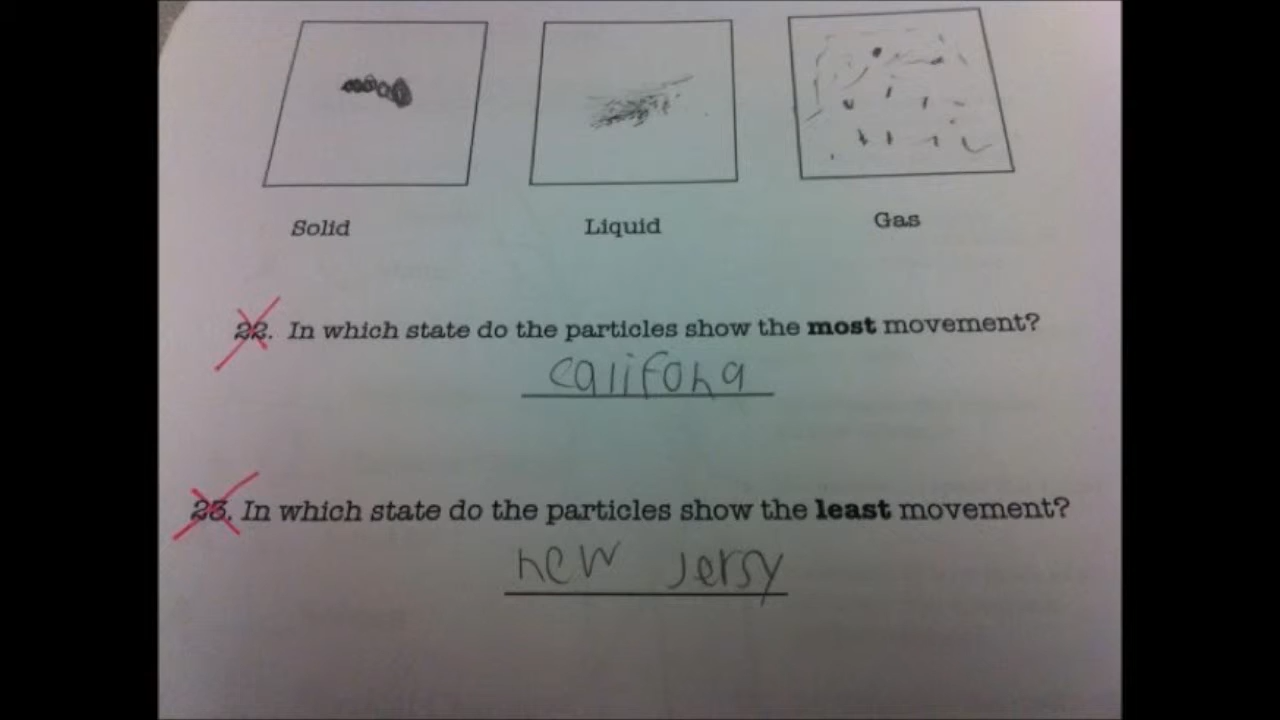 Solid Liquid Gas
22. In which state do the particles show the most movement?
califona
23. In which state do the particles show the least movement?
new Jersy